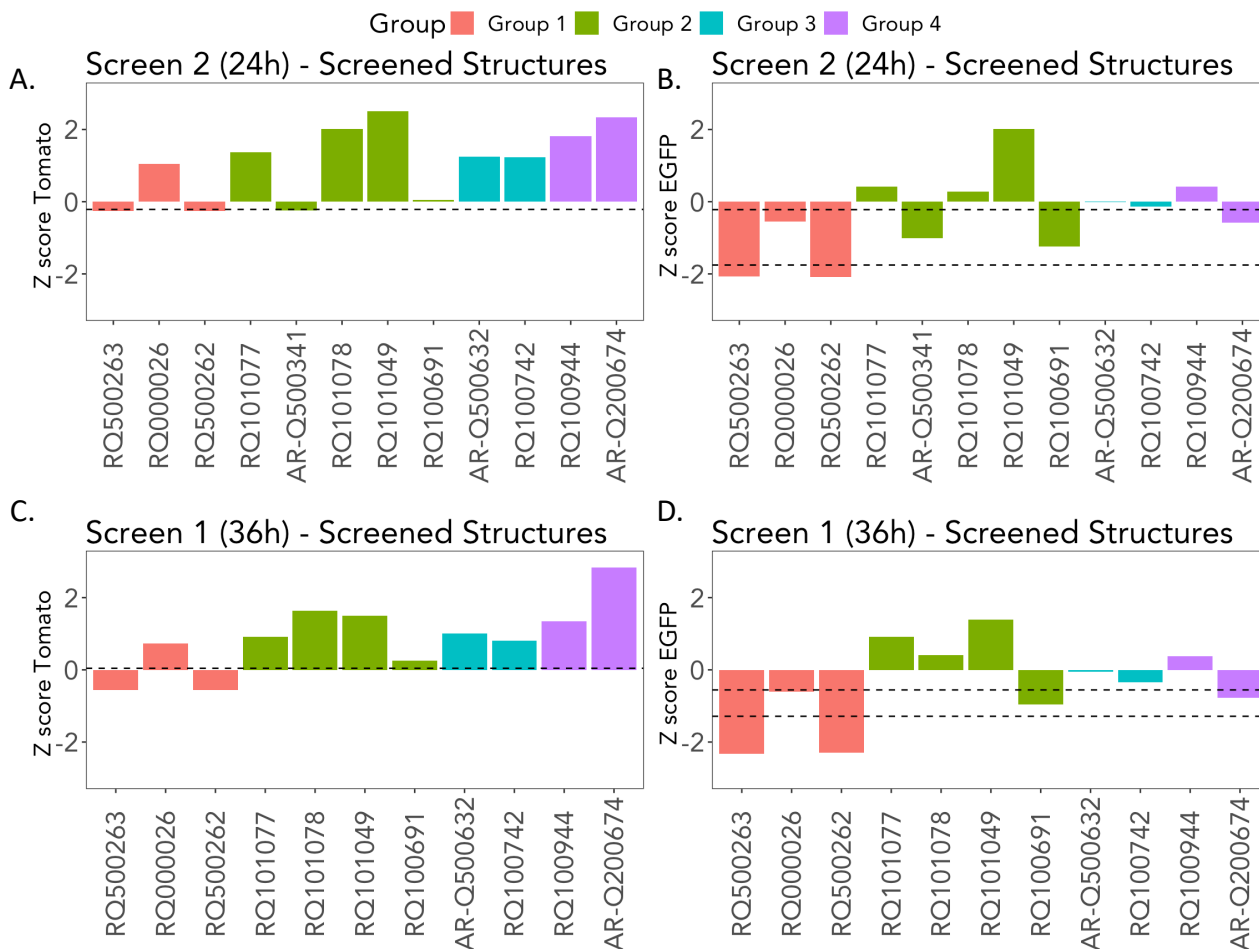 Group Group 1 Group 2 Group 3 Group 4
A.
Screen 2 (24h) - Screened Structures
Z score Tomato
2
0
-2
RQ500263
RQ000026
RQ500262
RQ101077
AR-Q500341
RQ101078
RQ101049
RQ100691
AR-Q500632
RQ100742
RQ100944
AR-Q200674
B.
Screen 2 (24h) - Screened Structures
Z score EGFP
2
0
-2
RQ500263
RQ000026
RQ500262
RQ101077
AR-Q500341
RQ101078
RQ101049
RQ100691
AR-Q500632
RQ100742
RQ100944
AR-Q200674
C.
Screen 1 (36h) - Screened Structures
Z score Tomato
2
0
-2
RQ500263
RQ000026
RQ500262
RQ101077
RQ101078
RQ101049
RQ100691
AR-Q500632
RQ100742
RQ100944
AR-Q200674
D.
Screen 1 (36h) - Screened Structures
Z score EGFP
2
0
-2
RQ500263
RQ000026
RQ500262
RQ101077
RQ101078
RQ101049
RQ100691
AR-Q500632
RQ100742
RQ100944
AR-Q200674